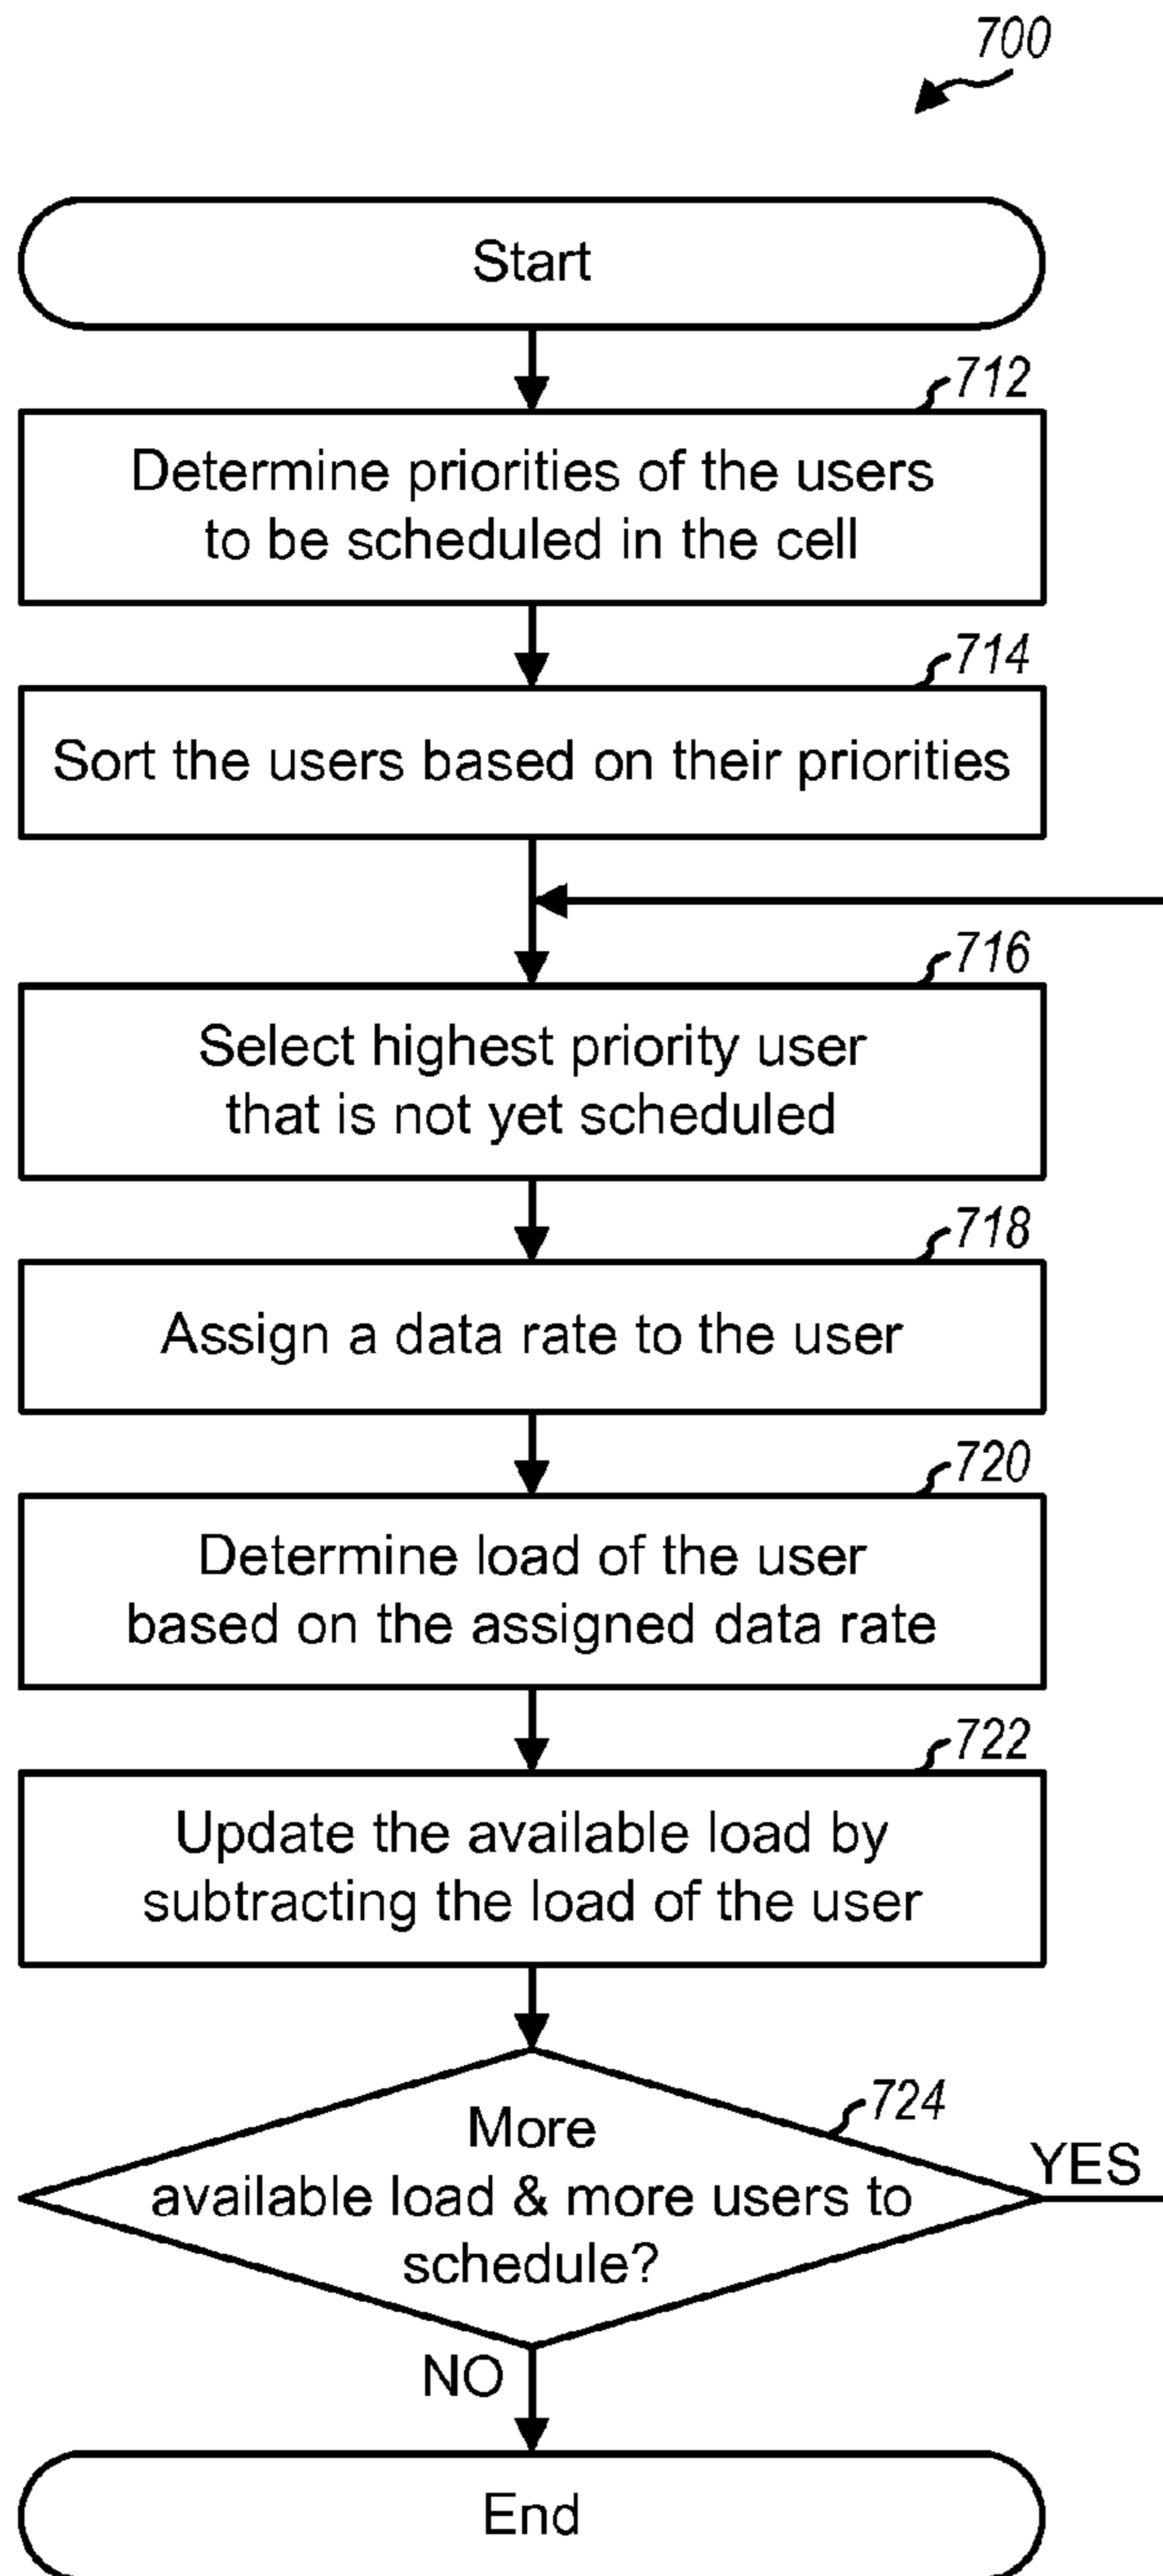 700
Start
712
Determine priorities of the users
to be scheduled in the cell
714
Sort the users based on their priorities
716
Select highest priority user
that is not yet scheduled
718
Assign a data rate to the user
720
Determine load of the user
based on the assigned data rate
722
Update the available load by
subtracting the load of the user
724
More
available load & more users to
schedule?
YES
NO
End